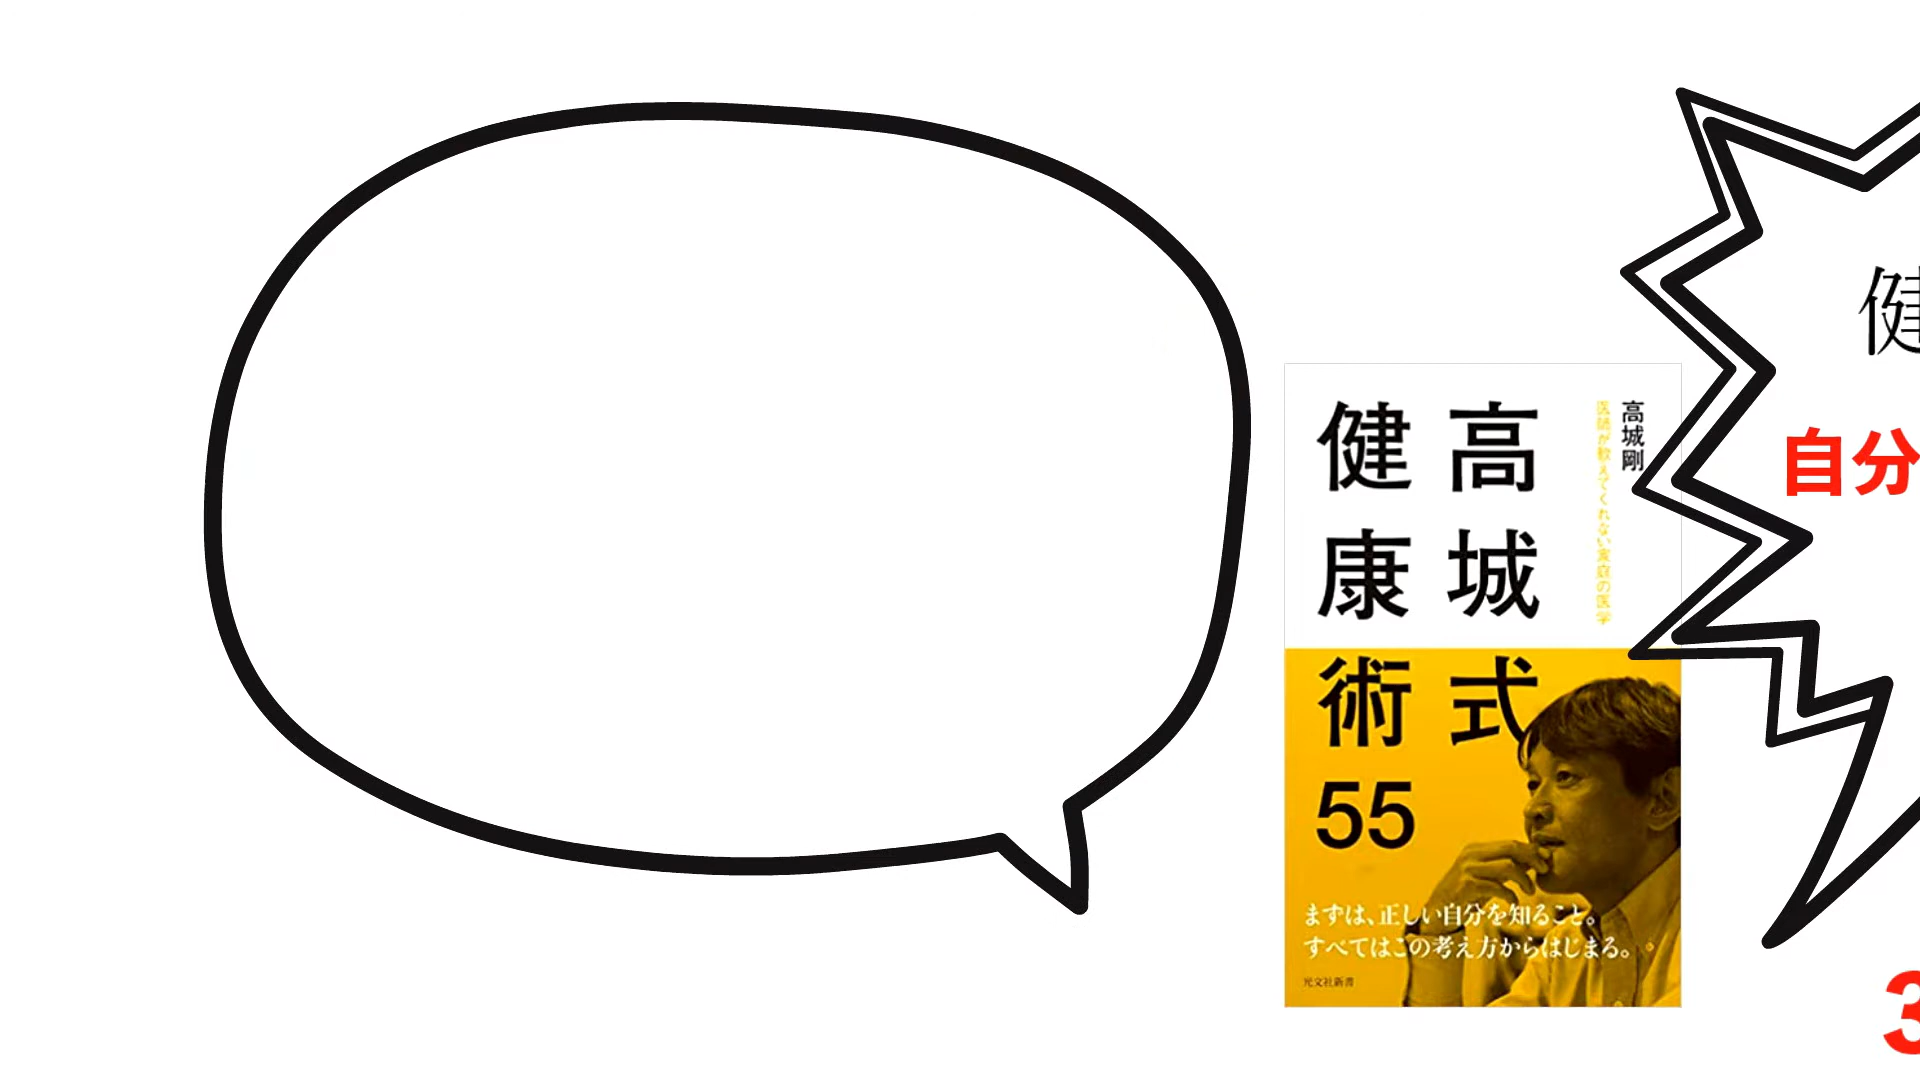 高城剛
医師が教えてくれない家庭の医学
高城式
健康術
55
まずは、正しい自分を知ること。
すべてはこの考え方からはじまる。
光文社新書
健
自分
3